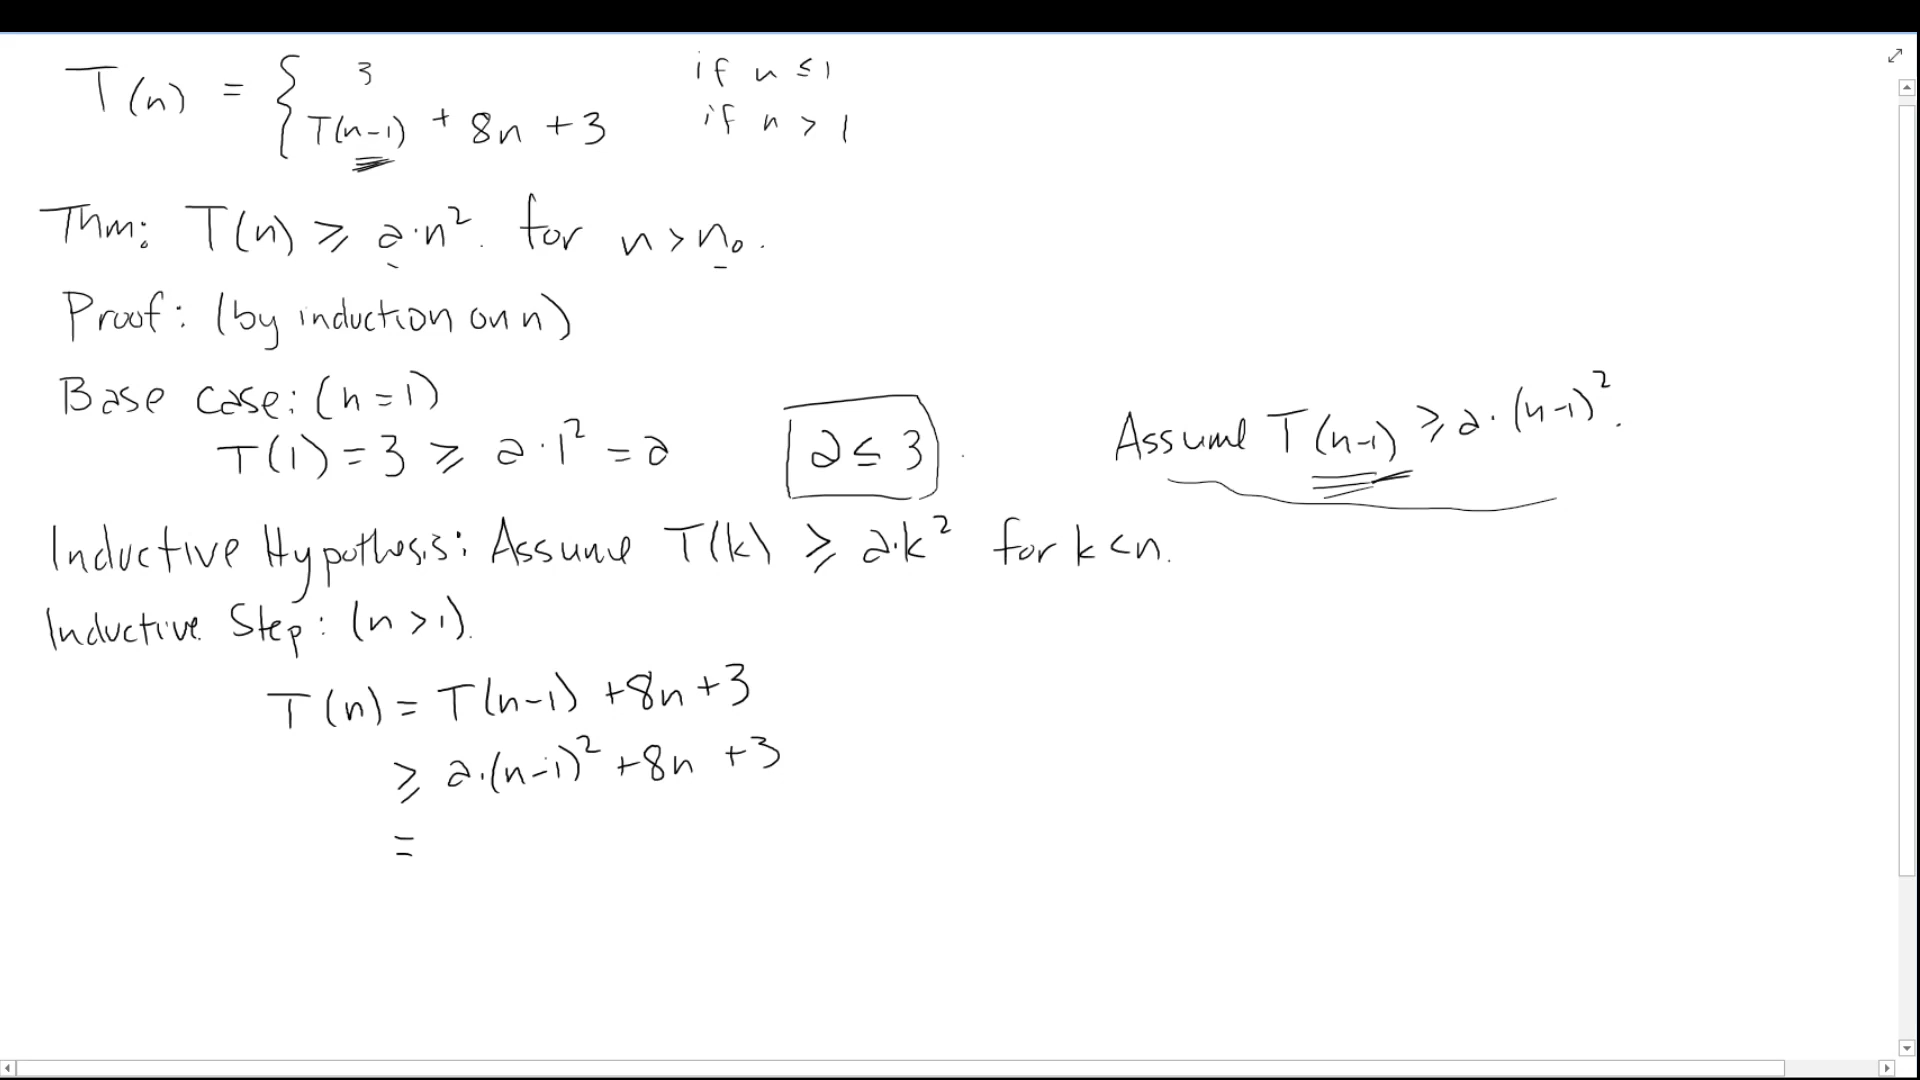 T(n) = { 3 if n ≤ 1
T(n-1) + 8n + 3 if n > 1
Thm: T(n) ≥ a·n². for n > n₀.
Proof: (by induction on n)
Base case: (n = 1)
T(1) = 3 ≥ a·1² = a
a ≤ 3
Assume T(n-1) ≥ a·(n-1)².
Inductive Hypothesis: Assume T(k) ≥ a·k² for k < n.
Inductive Step: (n > 1).
T(n) = T(n-1) + 8n + 3
≥ a·(n-1)² + 8n + 3
=